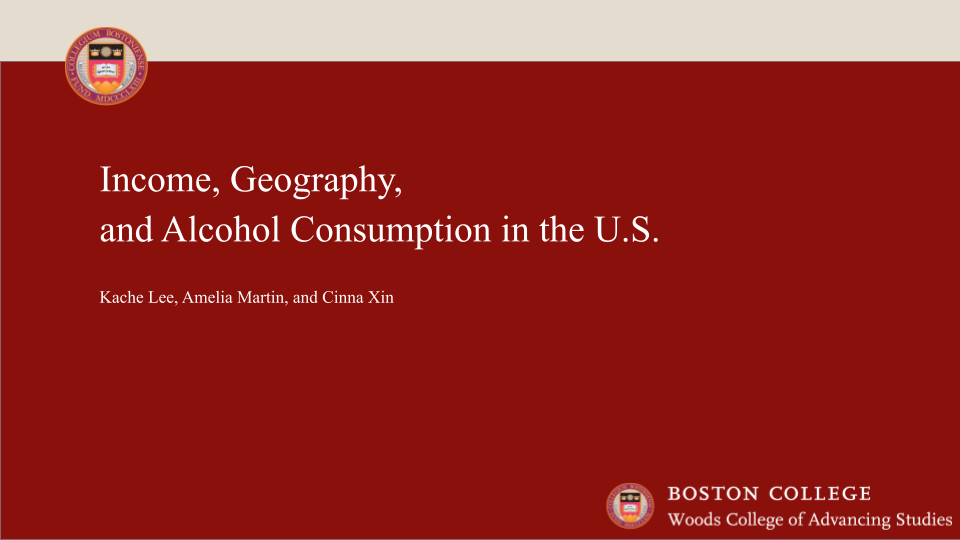 COLLEGIUM BOSTONIENSE
FUND. MDCCCLXIII
Income, Geography,
and Alcohol Consumption in the U.S.
Kache Lee, Amelia Martin, and Cinna Xin
BOSTON COLLEGE
Woods College of Advancing Studies